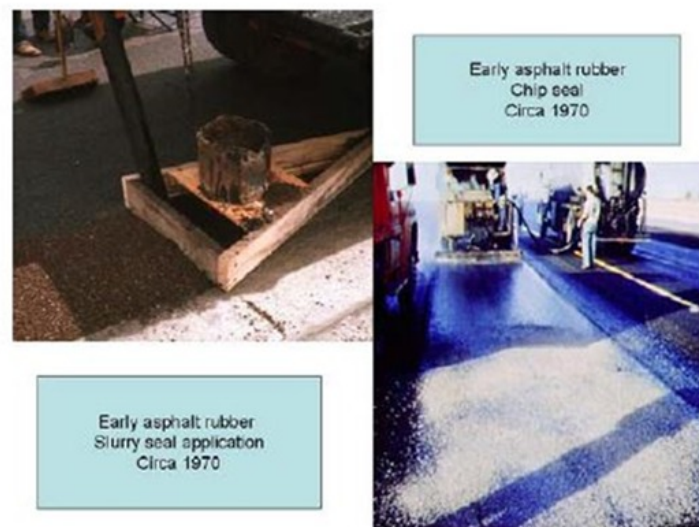 Early asphalt rubber
Chip seal
Circa 1970
Early asphalt rubber
Slurry seal application
Circa 1970